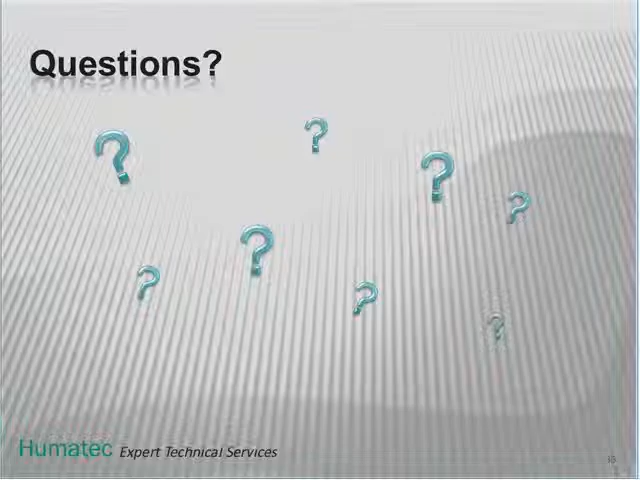 Questions?
? ? ? ? ? ? ? ?
Humatec Expert Technical Services